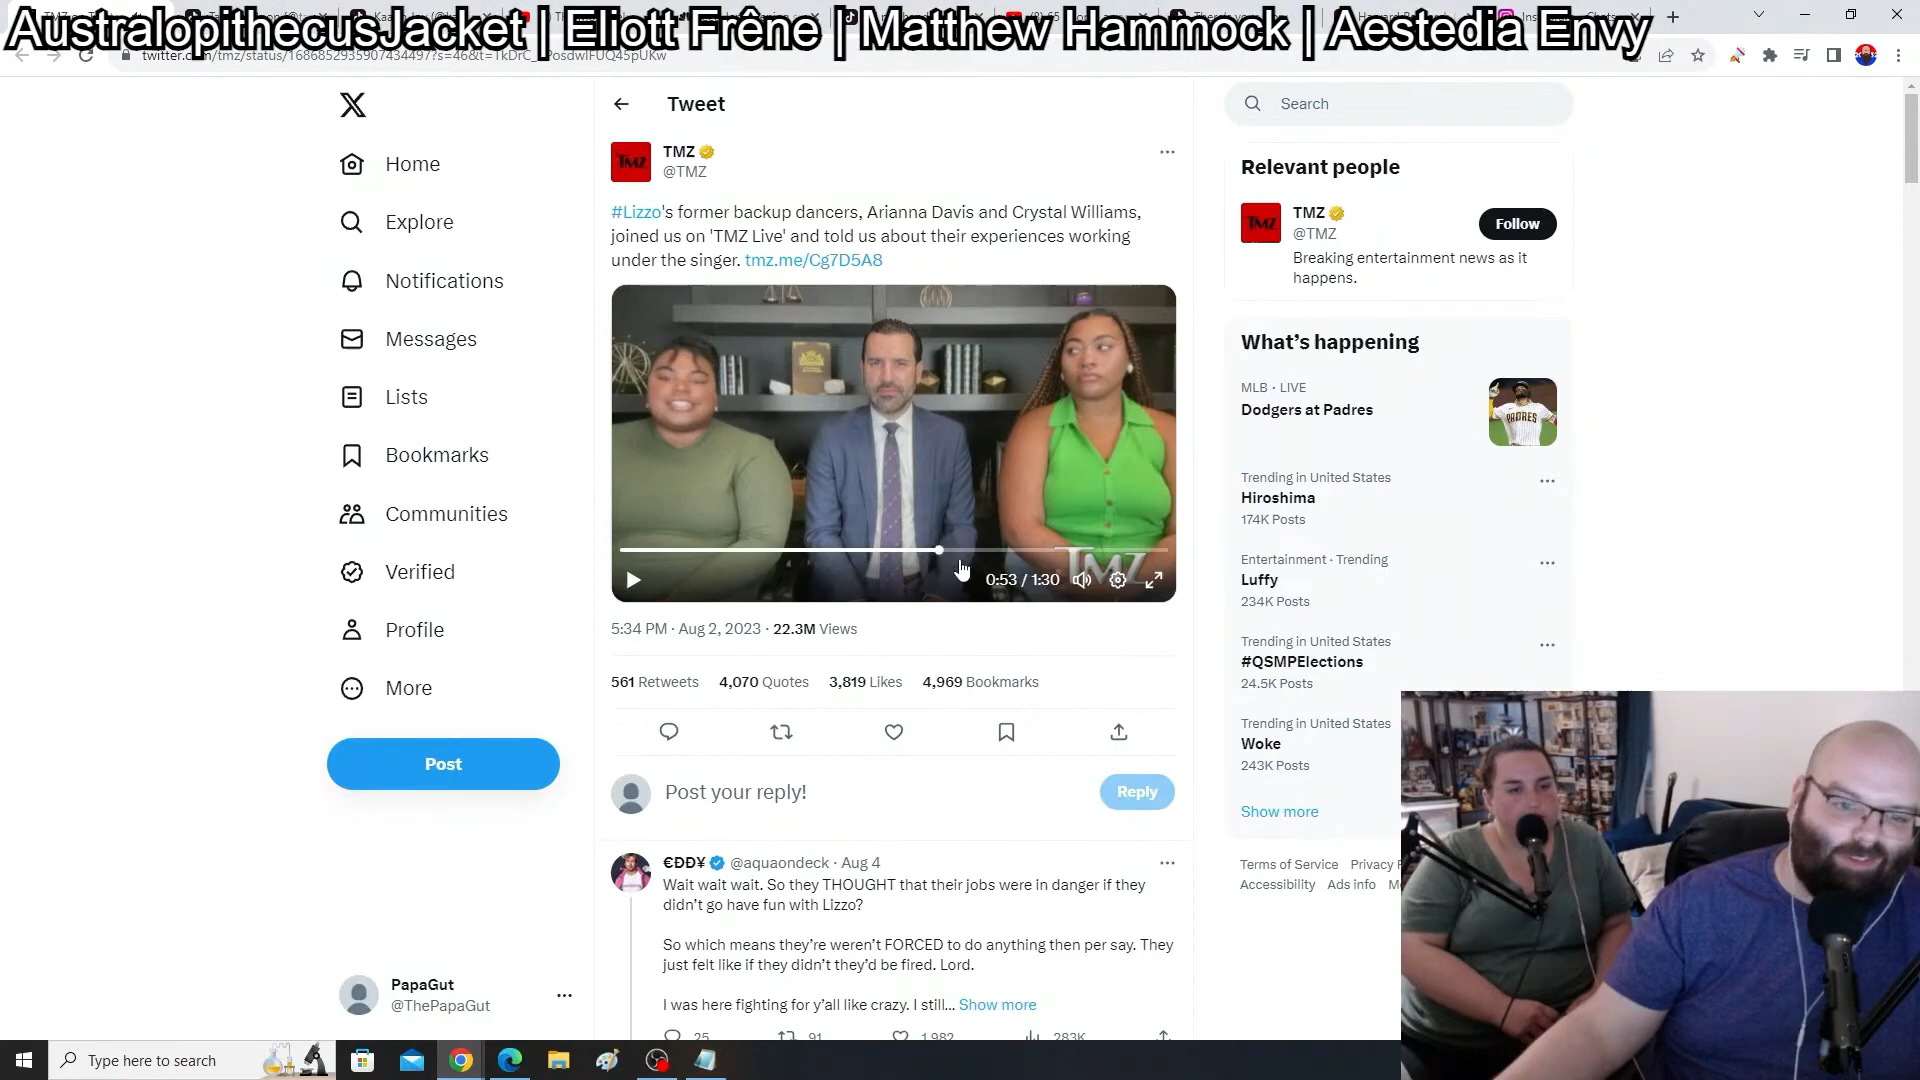 AustralopithecusJacket | Eliott Frêne | Matthew Hammock | Aestedia Envy
Tweet
Search
TMZ
@TMZ
#Lizzo's former backup dancers, Arianna Davis and Crystal Williams,
joined us on 'TMZ Live' and told us about their experiences working
under the singer. tmz.me/Cg7D5A8
TMZ
0:53 / 1:30
5:34 PM · Aug 2, 2023 · 22.3M Views
561 Retweets 4,070 Quotes 3,819 Likes 4,969 Bookmarks
Post your reply!
Reply
€ÐÐ¥ @aquaondeck · Aug 4
Wait wait wait. So they THOUGHT that their jobs were in danger if they
didn't go have fun with Lizzo?
So which means they're weren't FORCED to do anything then per say. They
just felt like if they didn't they'd be fired. Lord.
I was here fighting for y'all like crazy. I still... Show more
25 91 1,982 283K
Home
Explore
Notifications
Messages
Lists
Bookmarks
Communities
Verified
Profile
More
Post
PapaGut
@ThePapaGut
Relevant people
TMZ
@TMZ
Follow
Breaking entertainment news as it
happens.
What's happening
MLB · LIVE
Dodgers at Padres
PADRES
Trending in United States
Hiroshima
174K Posts
Entertainment · Trending
Luffy
234K Posts
Trending in United States
#QSMPElections
24.5K Posts
Trending in United States
Woke
243K Posts
Show more
Terms of Service Privacy
Accessibility Ads info
Type here to search